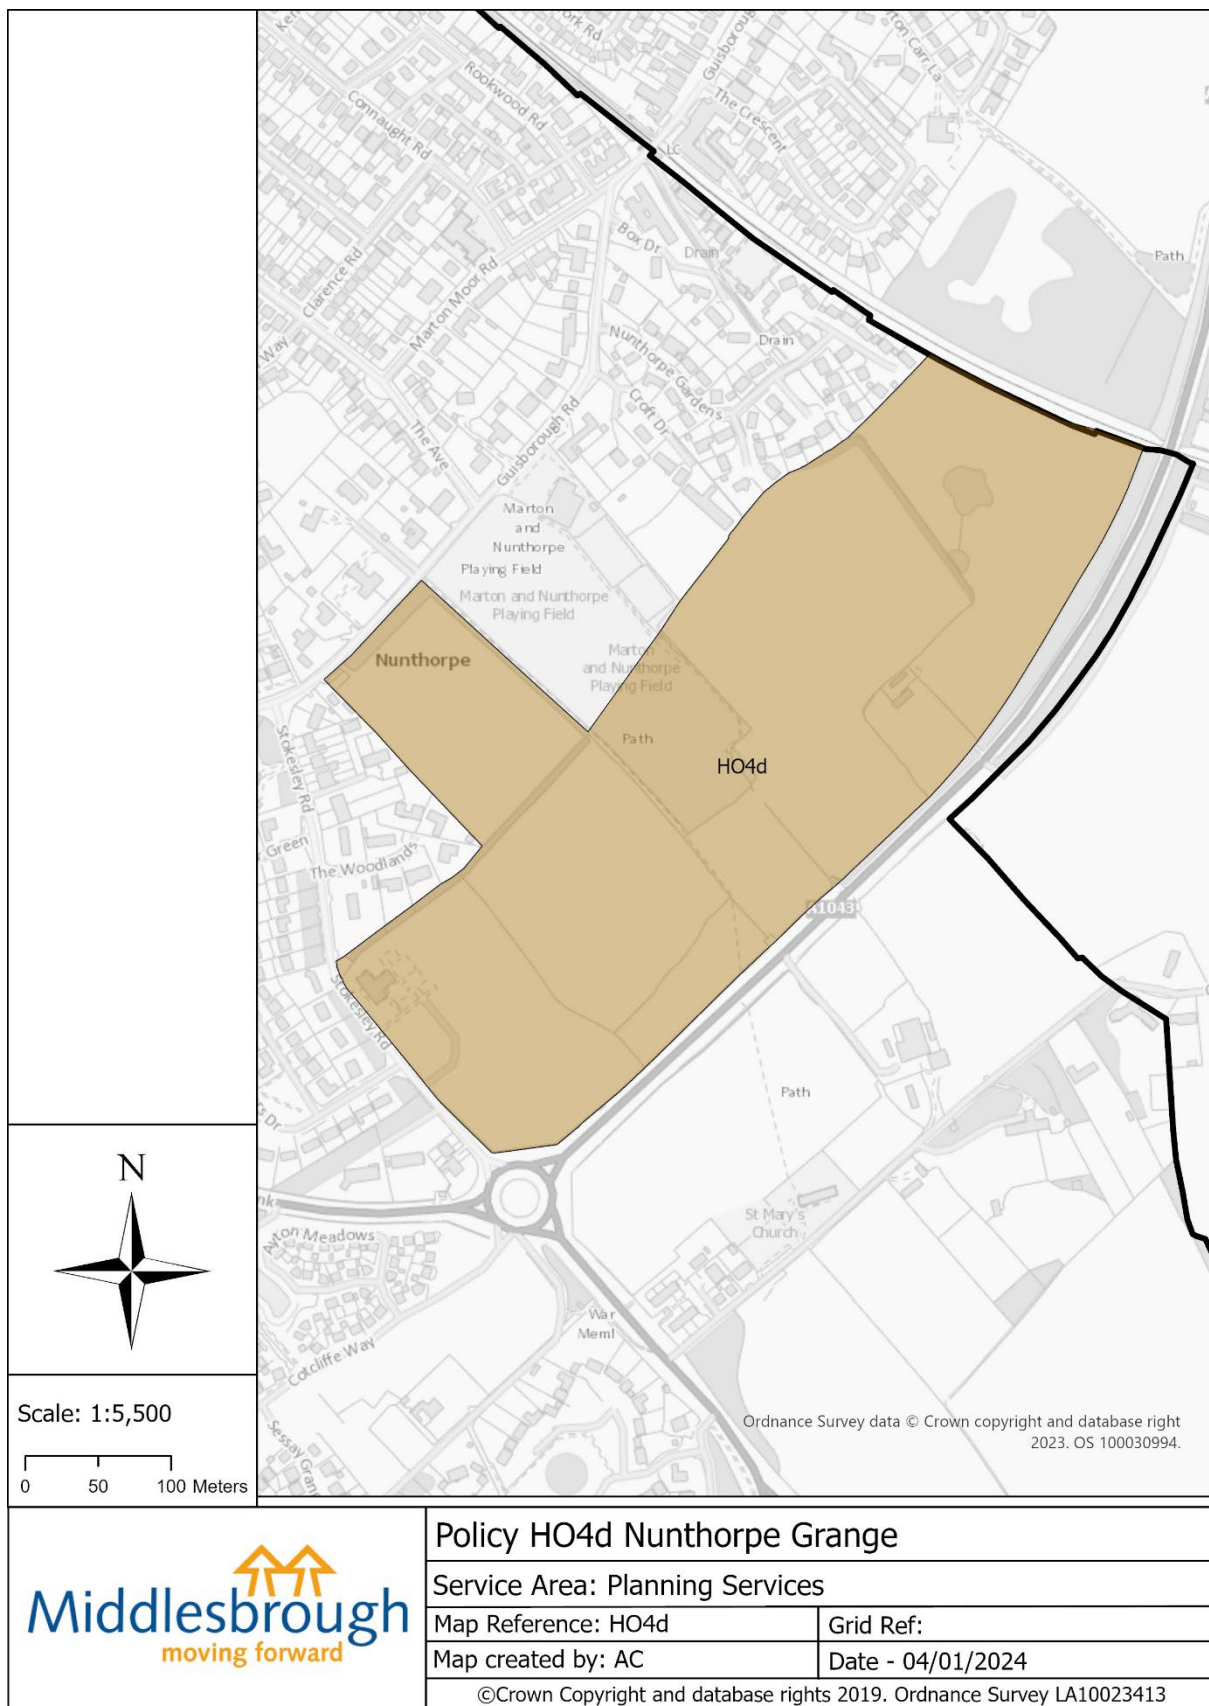 York Rd
Guisborough
Rookwood Rd
Connaught Rd
The Crescent
LC
Path
Box Dr
Drain
Clarence Rd
Marton Moor Rd
Way
Drain
Nunthorpe Gardens
Croft Dr
The Ave
Guisborough Rd
Marton
and
Nunthorpe
Playing Field
Marton and Nunthorpe
Playing Field
Nunthorpe
Marton
and Nunthorpe
Playing Field
Path
HO4d
Stokesley Rd
Green
The Woodlands
A1043
Stokesley Rd
Path
St Mary's
Church
Ayton Meadows
War
Meml
Cotcliffe Way
N
Scale: 1:5,500
0 50 100 Meters
Ordnance Survey data © Crown copyright and database right
2023. OS 100030994.
Middlesbrough
moving forward
Policy HO4d Nunthorpe Grange
Service Area: Planning Services
Map Reference: HO4d
Grid Ref:
Map created by: AC
Date - 04/01/2024
©Crown Copyright and database rights 2019. Ordnance Survey LA10023413